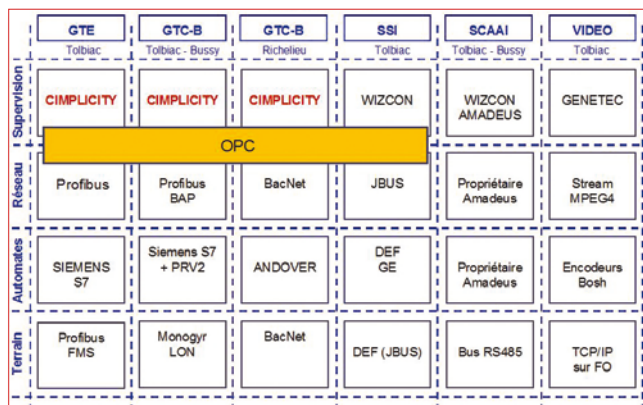 GTE GTC-B GTC-B SSI SCAAI VIDEO
Tolbiac Tolbiac - Bussy Richelieu Tolbiac Tolbiac - Bussy Tolbiac
Supervision
CIMPLICITY CIMPLICITY CIMPLICITY WIZCON WIZCON GENETEC
AMADEUS
OPC
Réseau
Profibus Profibus BacNet JBUS Propriétaire Stream
BAP Amadeus MPEG4
Automates
SIEMENS Siemens S7 ANDOVER DEF Propriétaire Encodeurs
S7 + PRV2 GE Amadeus Bosh
Terrain
Profibus Monogyr BacNet DEF (JBUS) Bus RS485 TCP/IP
FMS LON sur FO